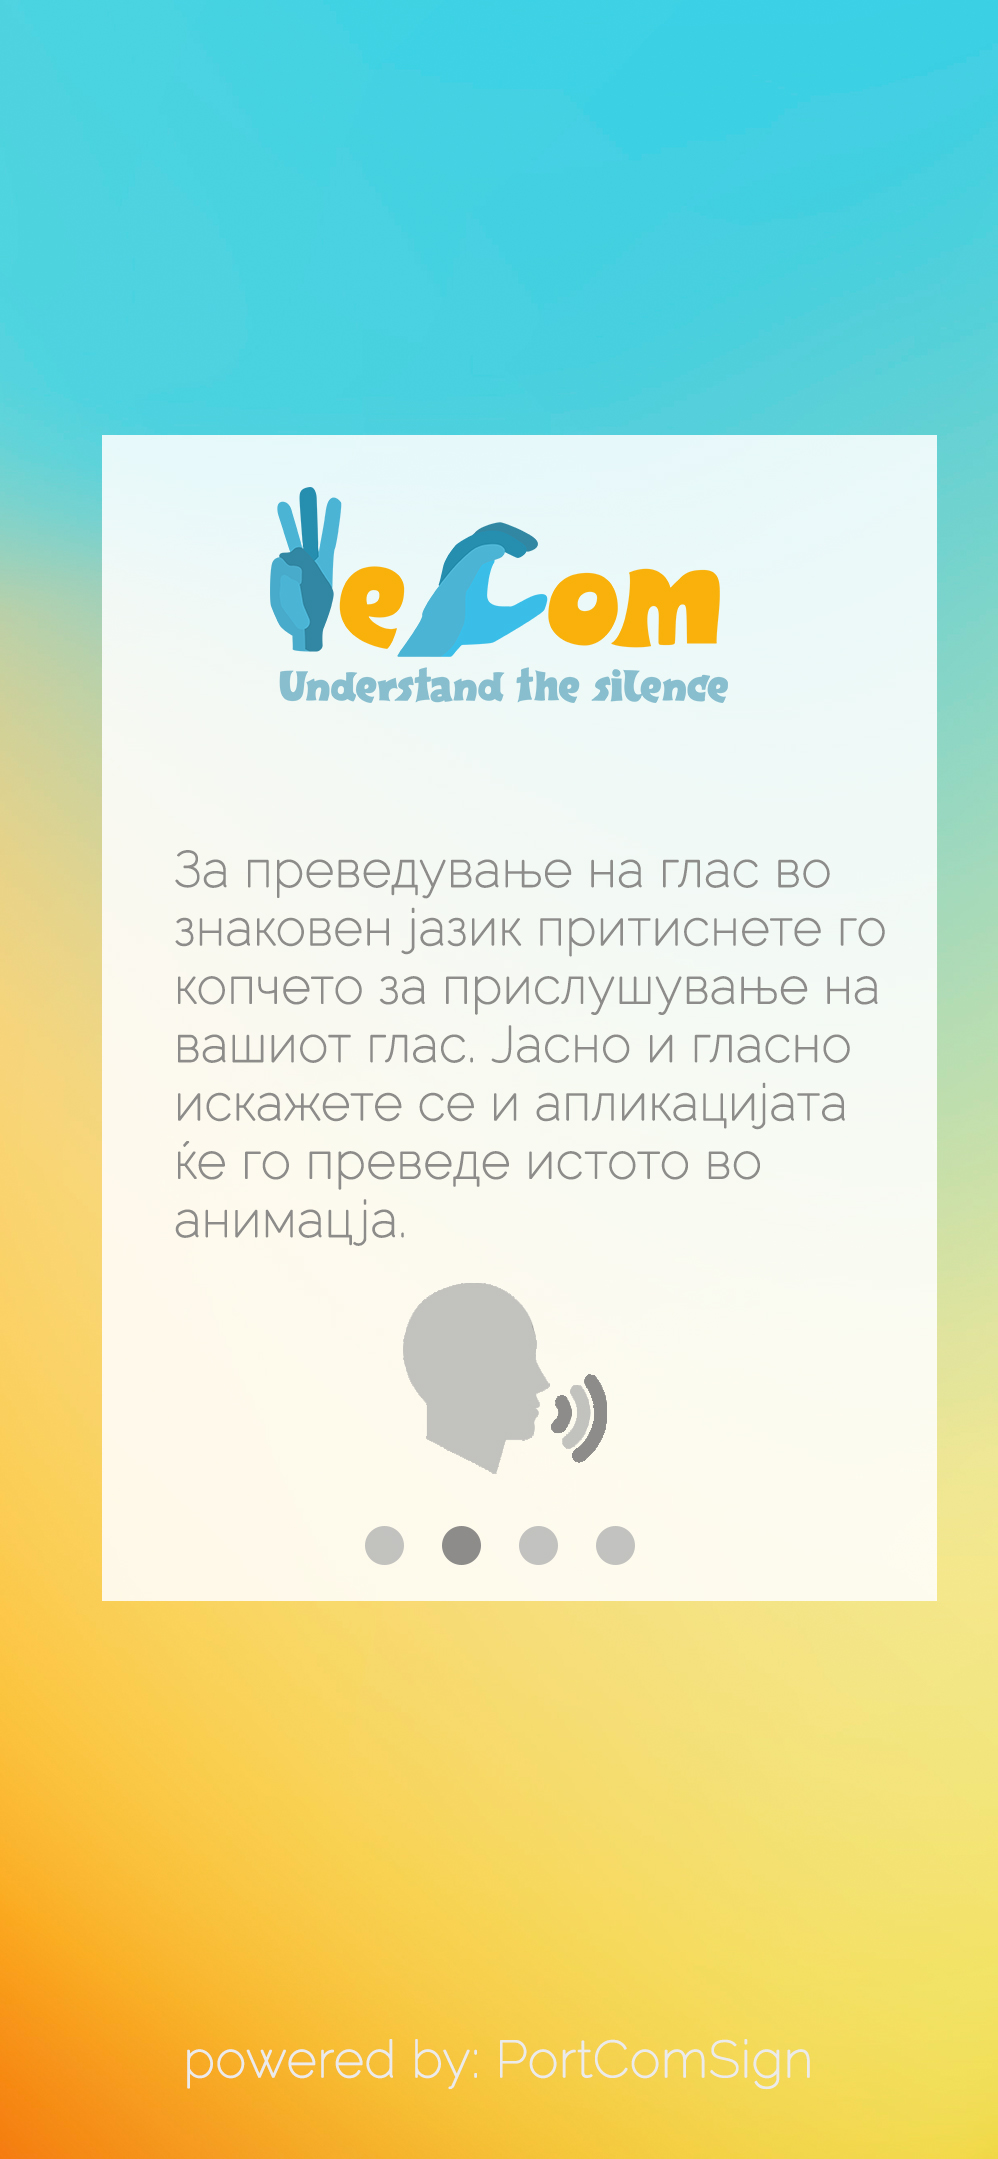 WeCom
Understand the silence
За преведување на глас во
знаковен јазик притиснете го
копчето за прислушување на
вашиот глас. Јасно и гласно
искажете се и апликацијата
ќе го преведе истото во
анимацја.
powered by: PortComSign